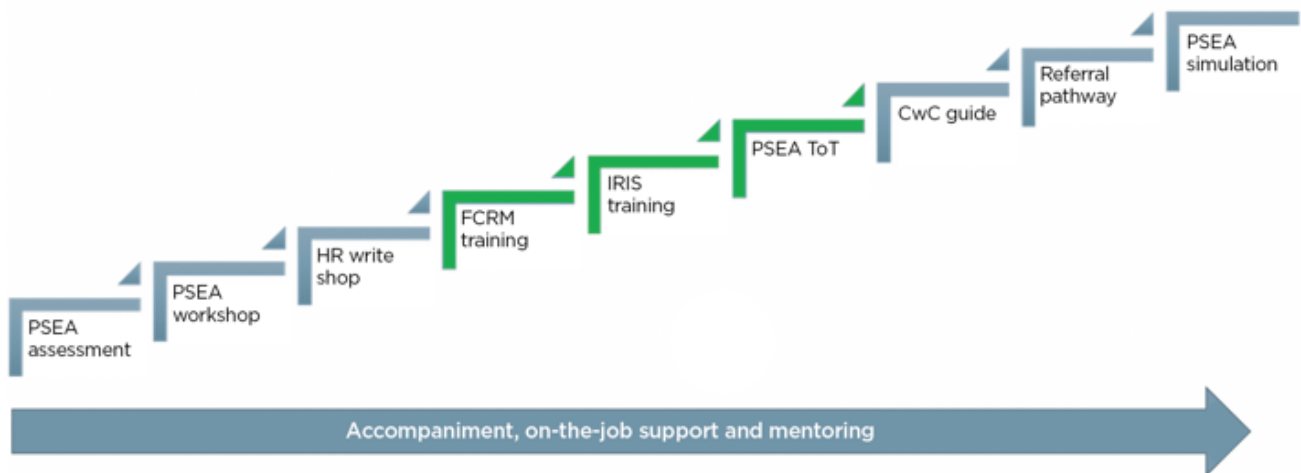 PSEA
assessment
PSEA
workshop
HR write
shop
FCRM
training
IRIS
training
PSEA ToT
CwC guide
Referral
pathway
PSEA
simulation
Accompaniment, on-the-job support and mentoring